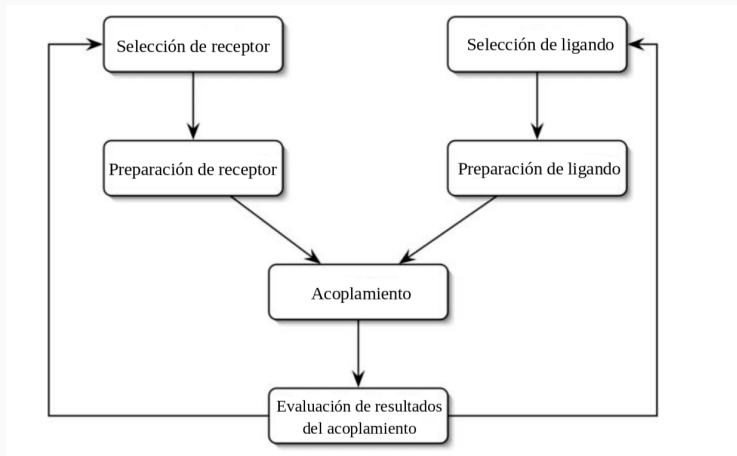 Selección de receptor
Selección de ligando
Preparación de receptor
Preparación de ligando
Acoplamiento
Evaluación de resultados
del acoplamiento